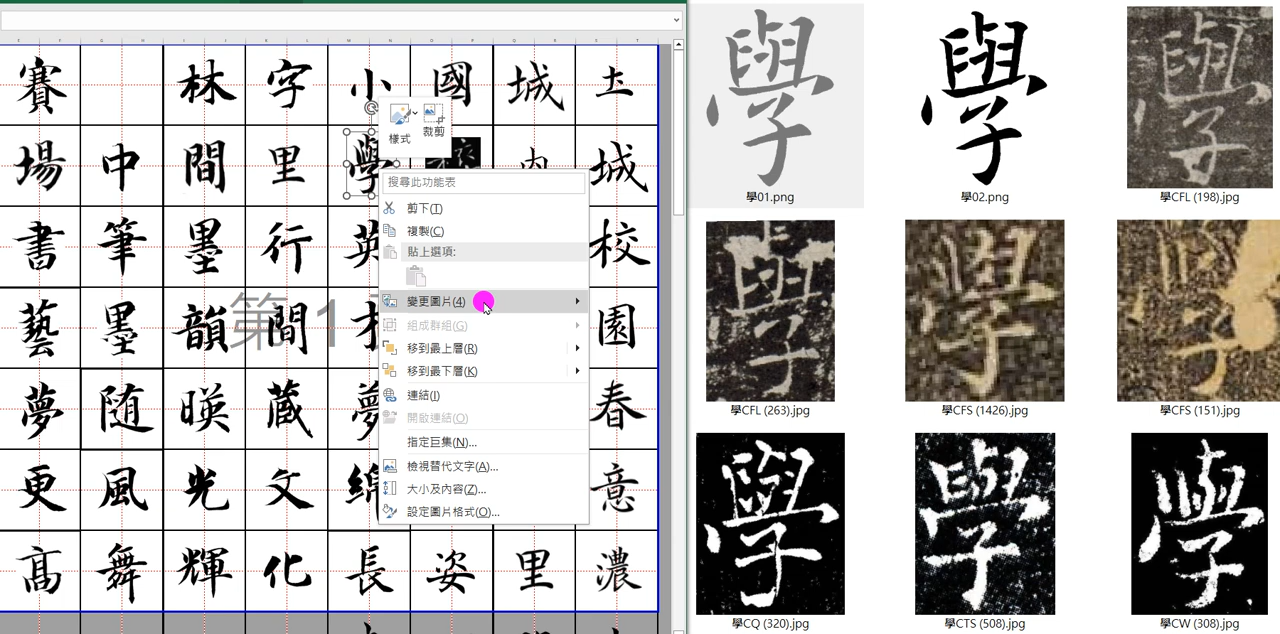 土城校園春意濃
城內里
國姿
小學英才夢綿長
字里行間蔵文化
林間墨韻暎光輝
中筆墨随風舞
賽場書藝夢更髙
樣式
裁剪
搜尋此功能表
剪下(T)
複製(C)
貼上選項:
變更圖片(4)
組成群組(G)
移到最上層(R)
移到最下層(K)
連結(I)
開啟連結(O)
指定巨集(N)...
檢視替代文字(A)...
大小及內容(Z)...
設定圖片格式(O)...
學
學01.png
學
學02.png
學
學CFL (198).jpg
學
學CFL (263).jpg
學
學CFS (1426).jpg
學
學CFS (151).jpg
學
學CQ (320).jpg
學
學CTS (508).jpg
學
學CW (308).jpg